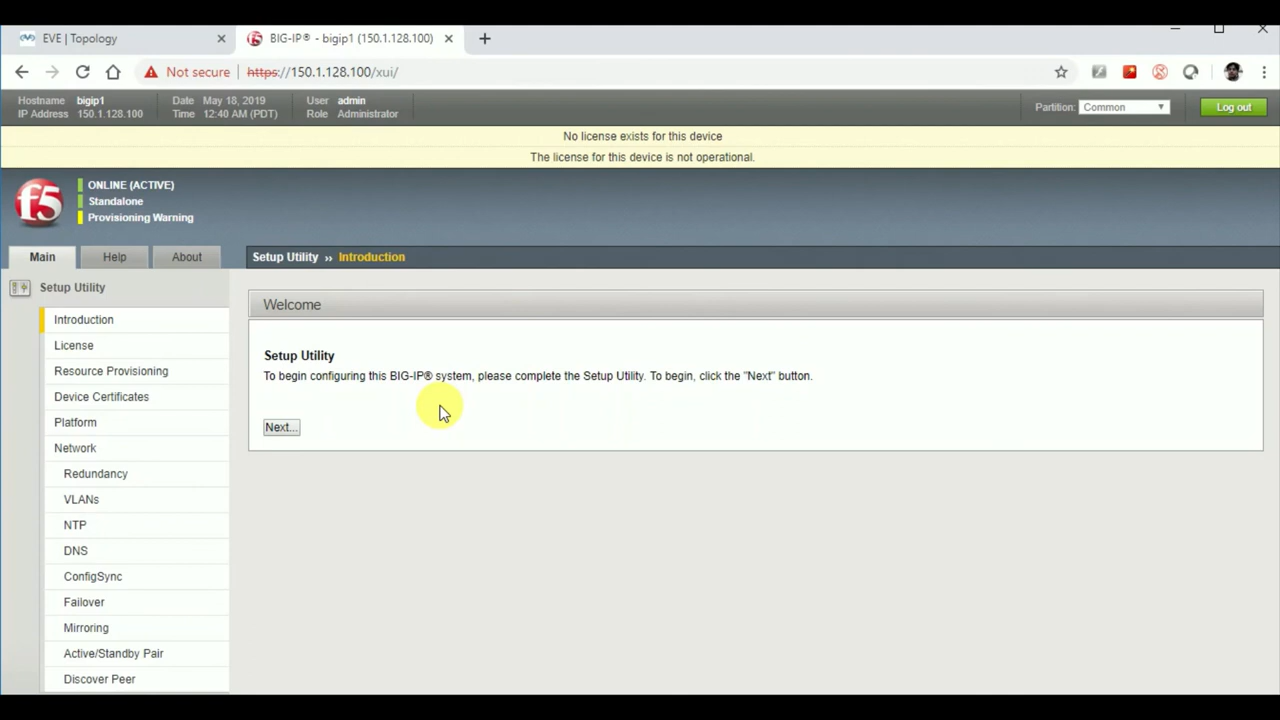 EVE | Topology
BIG-IP® - bigip1 (150.1.128.100)
Not secure | https://150.1.128.100/xui/
Hostname bigip1
IP Address 150.1.128.100
Date May 18, 2019
Time 12:40 AM (PDT)
User admin
Role Administrator
Partition: Common
Log out
No license exists for this device
The license for this device is not operational.
f5
ONLINE (ACTIVE)
Standalone
Provisioning Warning
Main
Help
About
Setup Utility » Introduction
Setup Utility
Introduction
License
Resource Provisioning
Device Certificates
Platform
Network
Redundancy
VLANs
NTP
DNS
ConfigSync
Failover
Mirroring
Active/Standby Pair
Discover Peer
Welcome
Setup Utility
To begin configuring this BIG-IP® system, please complete the Setup Utility. To begin, click the "Next" button.
Next...